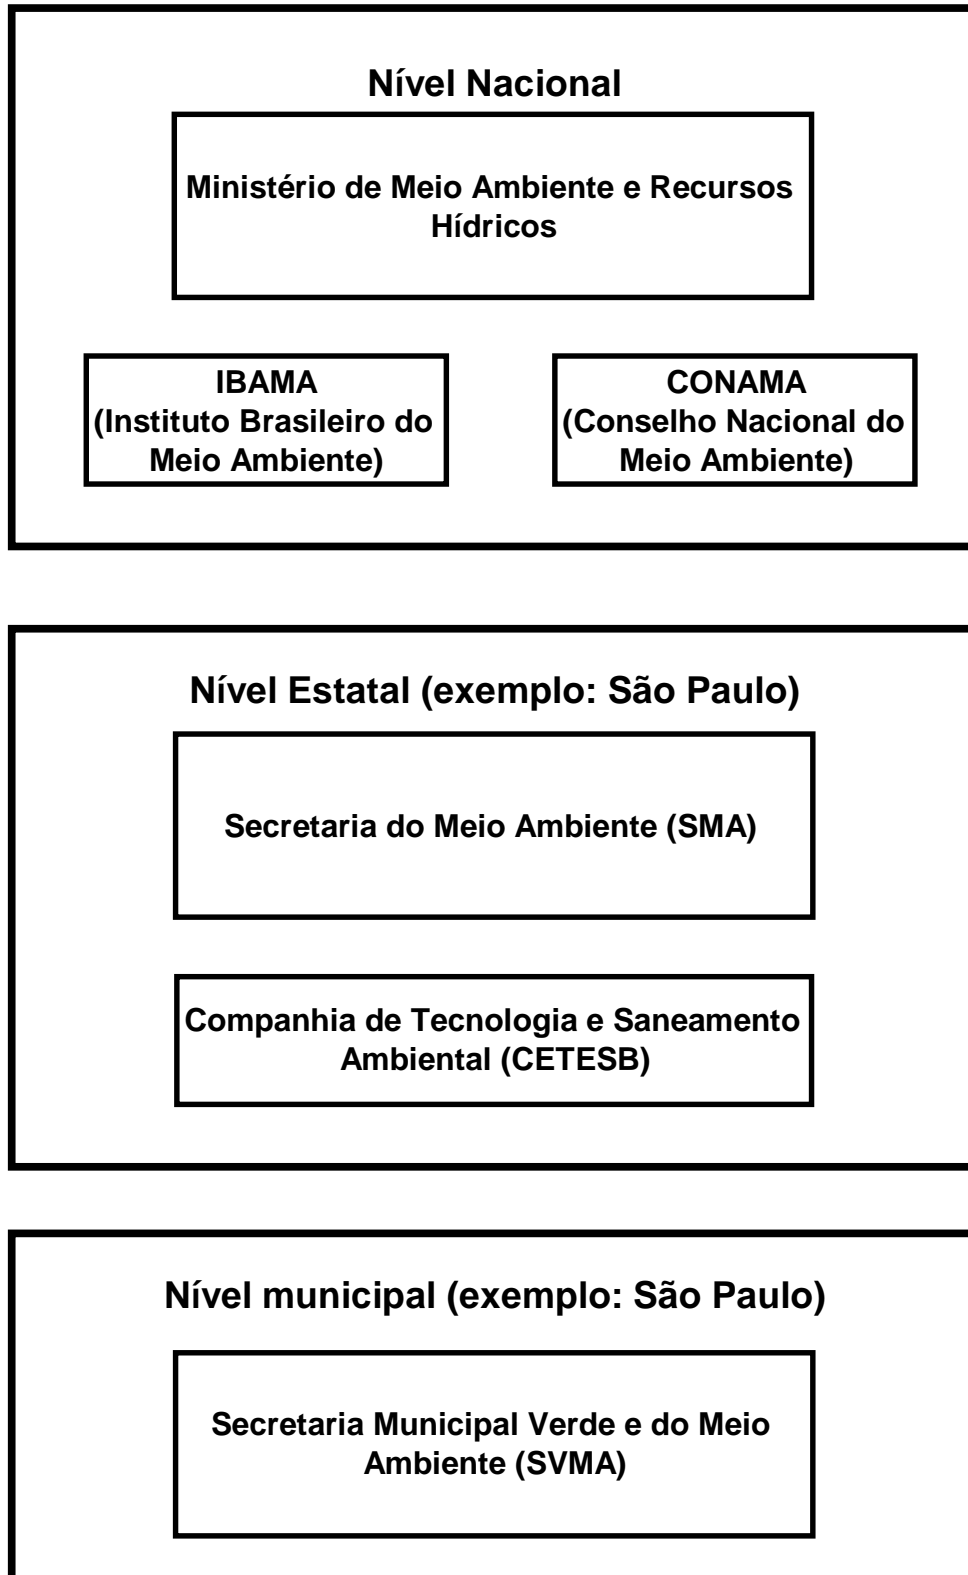 Nível Nacional
Ministério de Meio Ambiente e Recursos
Hídricos
IBAMA
(Instituto Brasileiro do
Meio Ambiente)
CONAMA
(Conselho Nacional do
Meio Ambiente)
Nível Estatal (exemplo: São Paulo)
Secretaria do Meio Ambiente (SMA)
Companhia de Tecnologia e Saneamento
Ambiental (CETESB)
Nível municipal (exemplo: São Paulo)
Secretaria Municipal Verde e do Meio
Ambiente (SVMA)